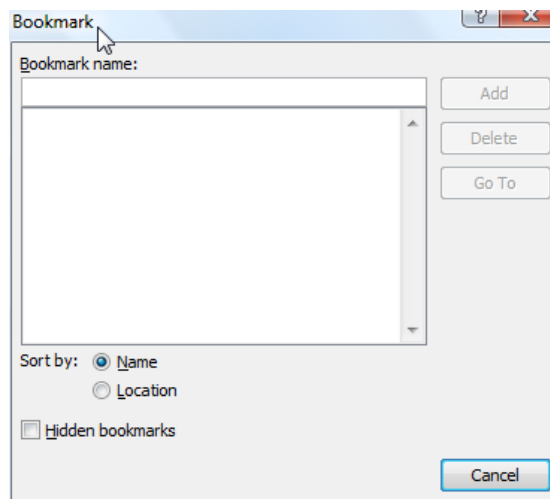 Bookmark
?
Bookmark name:
Add
Delete
Go To
Sort by: Name
Location
Hidden bookmarks
Cancel